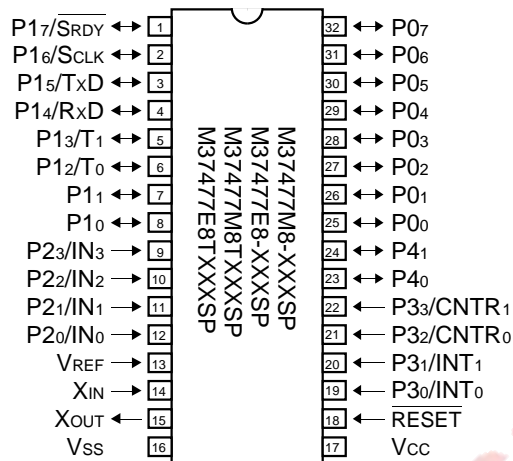 P17/SRDY 1 32 P07
P16/SCLK 2 31 P06
P15/TXD 3 30 P05
P14/RXD 4 29 P04
P13/T1 5 28 P03
P12/T0 6 27 P02
P11 7 26 P01
P10 8 25 P00
P23/IN3 9 24 P41
P22/IN2 10 23 P40
P21/IN1 11 22 P33/CNTR1
P20/IN0 12 21 P32/CNTR0
VREF 13 20 P31/INT1
XIN 14 19 P30/INT0
XOUT 15 18 RESET
VSS 16 17 VCC
M37477M8-XXXSP
M37477E8-XXXSP
M37477M8TXXXSP
M37477E8TXXXSP